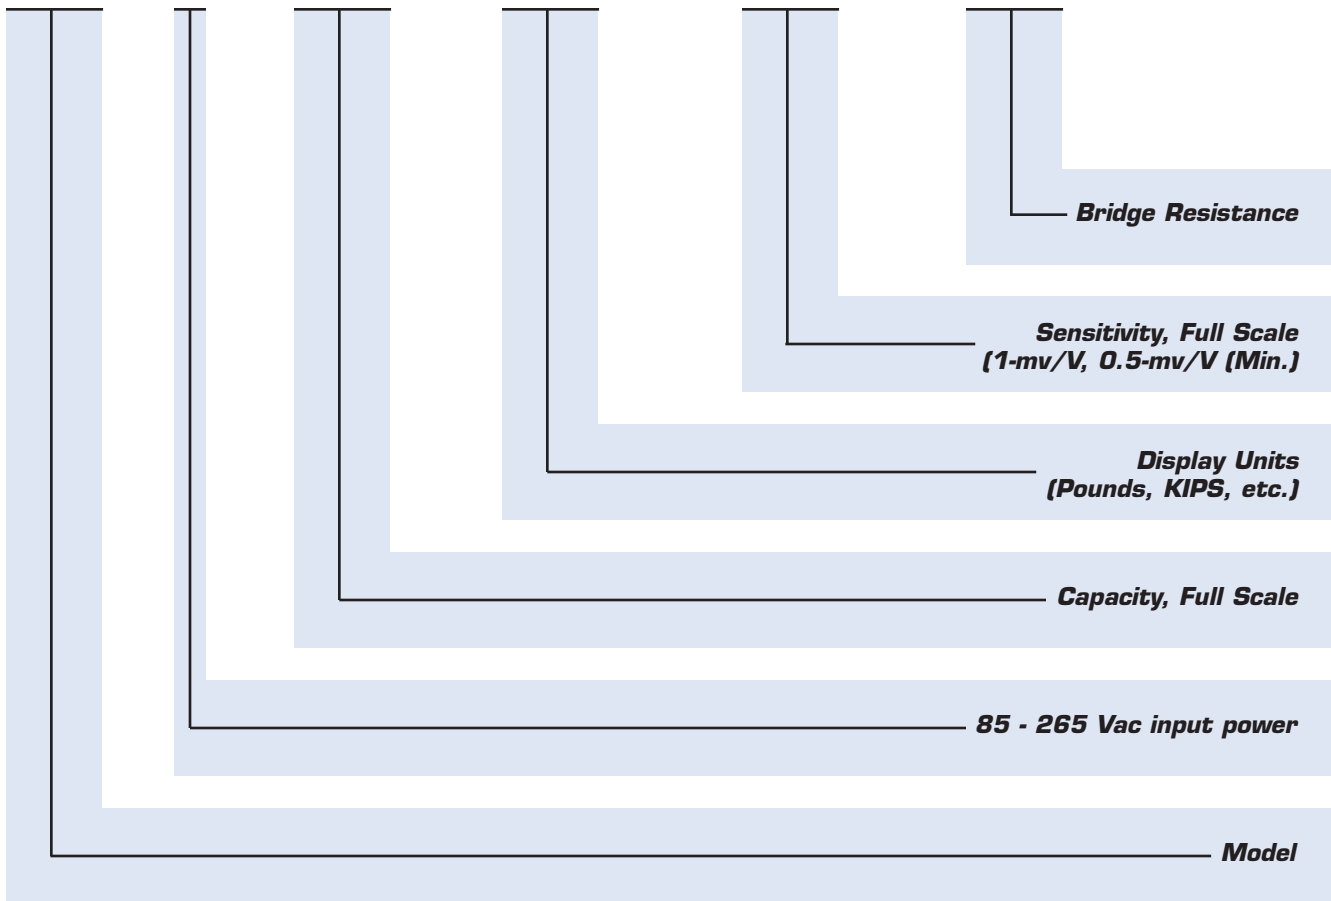 Bridge Resistance
Sensitivity, Full Scale
(1-mv/V, 0.5-mv/V (Min.)
Display Units
(Pounds, KIPS, etc.)
Capacity, Full Scale
85 - 265 Vac input power
Model